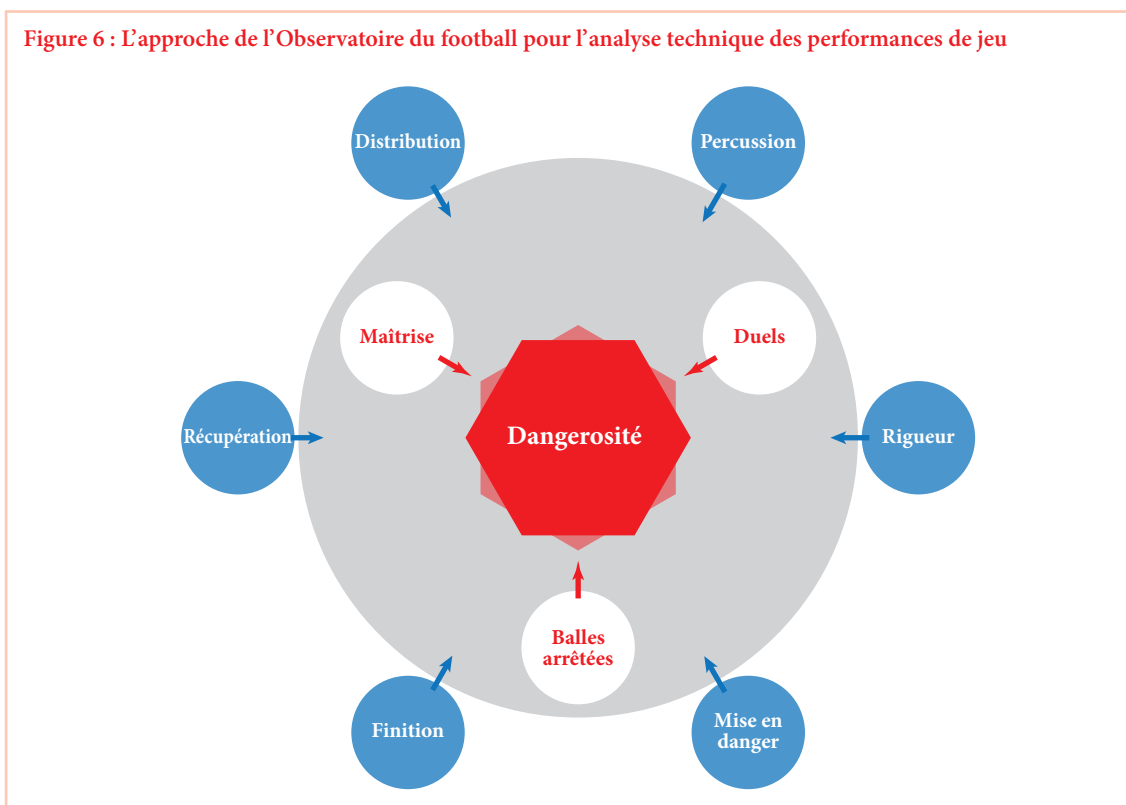 Figure 6 : L'approche de l'Observatoire du football pour l'analyse technique des performances de jeu
Distribution
Percussion
Maîtrise
Duels
Récupération
Dangerosité
Rigueur
Balles
arrêtées
Finition
Mise en
danger